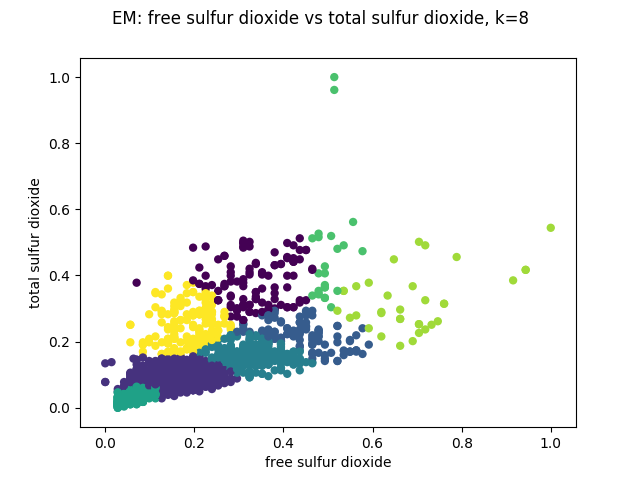 EM: free sulfur dioxide vs total sulfur dioxide, k=8
1.0
0.8
0.6
0.4
0.2
0.0
total sulfur dioxide
0.0 0.2 0.4 0.6 0.8 1.0
free sulfur dioxide